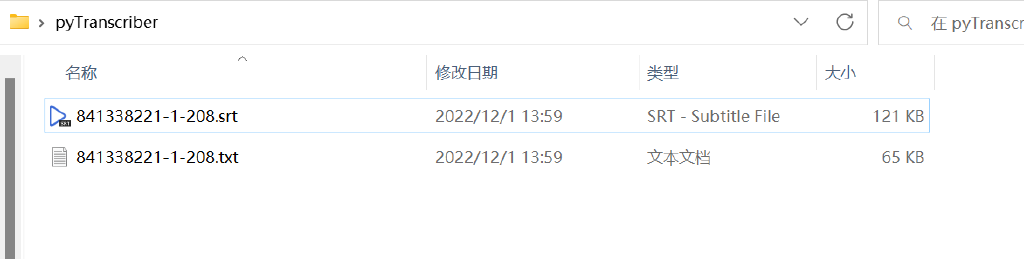 pyTranscriber
在 pyTranscr
名称 修改日期 类型 大小
841338221-1-208.srt 2022/12/1 13:59 SRT - Subtitle File 121 KB
841338221-1-208.txt 2022/12/1 13:59 文本文档 65 KB